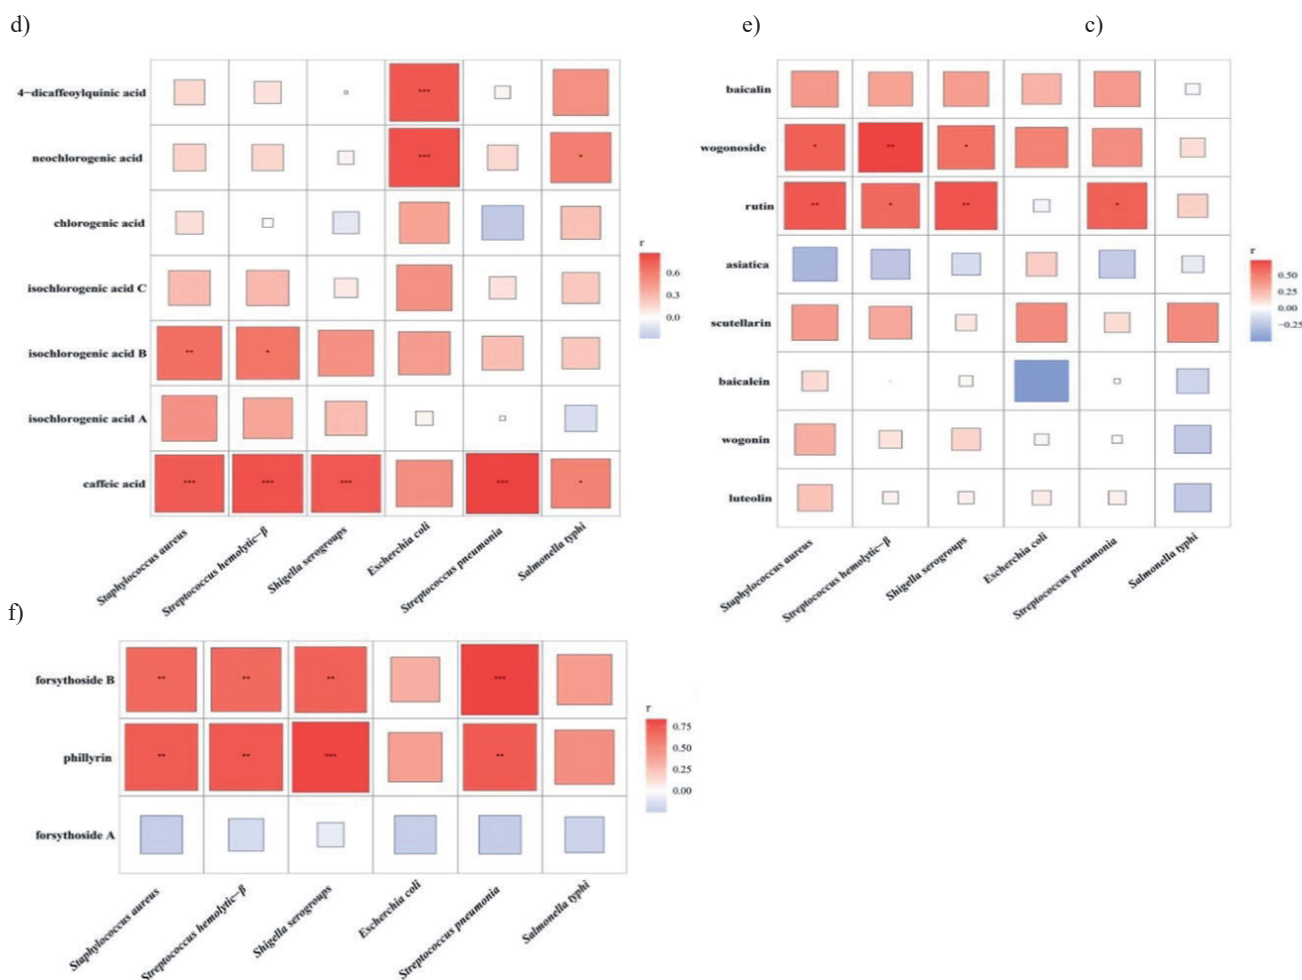 d)
4−dicaffeoylquinic acid
***
neochlorogenic acid
***
*
chlorogenic acid
isochlorogenic acid C
isochlorogenic acid B
**
*
isochlorogenic acid A
caffeic acid
***
***
***
***
*
Staphylococcus aureus
Streptococcus hemolytic−β
Shigella serogroups
Escherchia coli
Streptococcus pneumonia
Salmonella typhi
r
0.6
0.3
0.0
e)
c)
baicalin
wogonoside
*
**
*
rutin
**
*
**
*
asiatica
scutellarin
baicalein
wogonin
luteolin
Staphylococcus aureus
Streptococcus hemolytic−β
Shigella serogroups
Escherchia coli
Streptococcus pneumonia
Salmonella typhi
r
0.50
0.25
0.00
−0.25
f)
forsythoside B
**
**
**
***
phillyrin
**
**
***
**
forsythoside A
Staphylococcus aureus
Streptococcus hemolytic−β
Shigella serogroups
Escherchia coli
Streptococcus pneumonia
Salmonella typhi
r
0.75
0.50
0.25
0.00